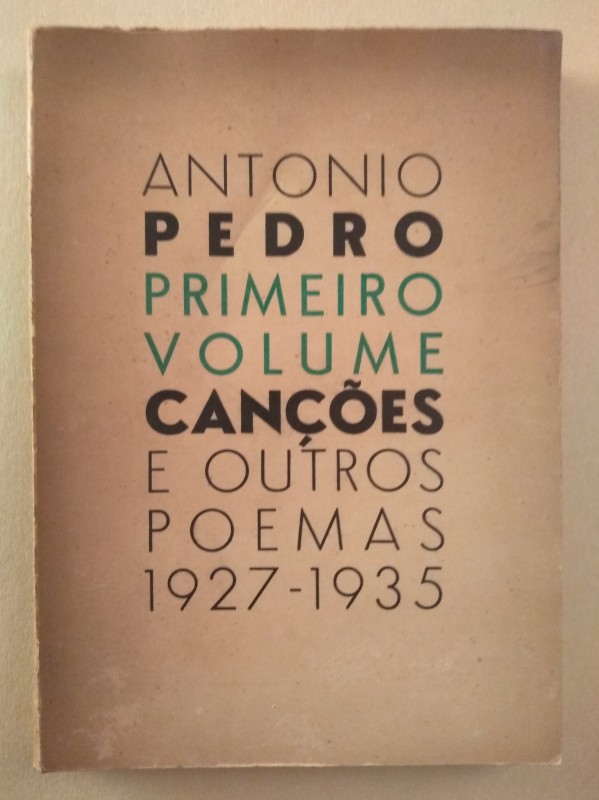 ANTONIO
PEDRO
PRIMEIRO
VOLUME
CANÇÕES
E OUTROS
POEMAS
1927-1935